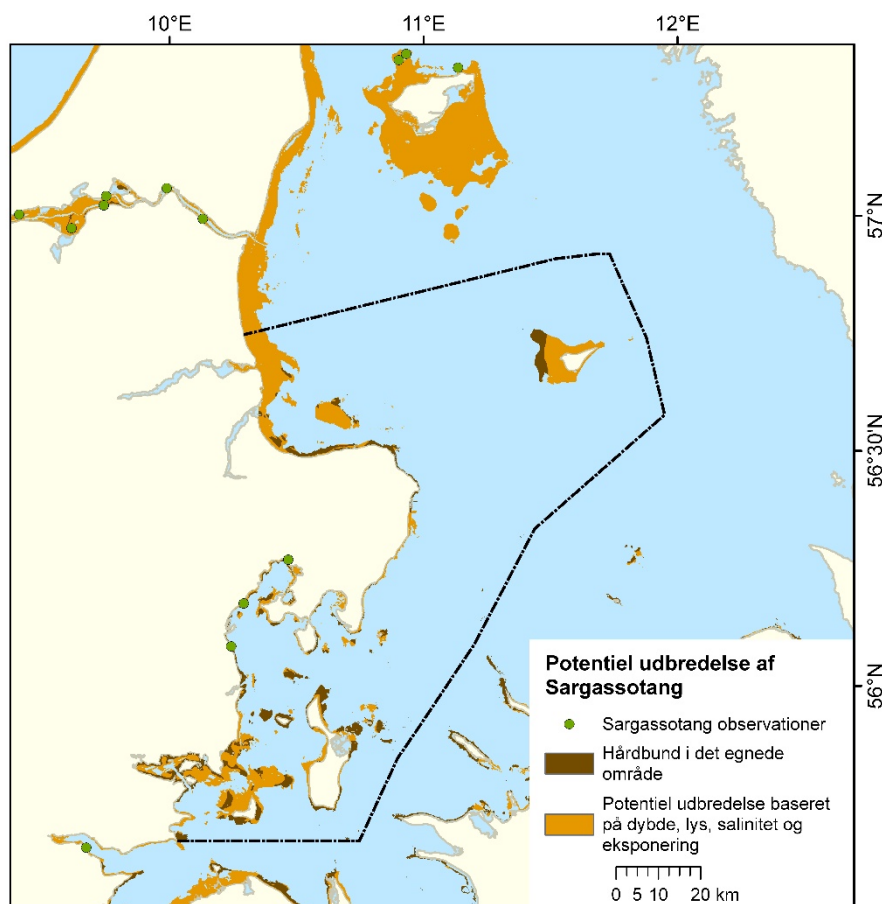 10°E
11°E
12°E
57°N
56°30'N
56°N
Potentiel udbredelse af
Sargassotang
Sargassotang observationer
Hårdbund i det egnede
område
Potentiel udbredelse baseret
på dybde, lys, salinitet og
eksponering
0 5 10 20 km